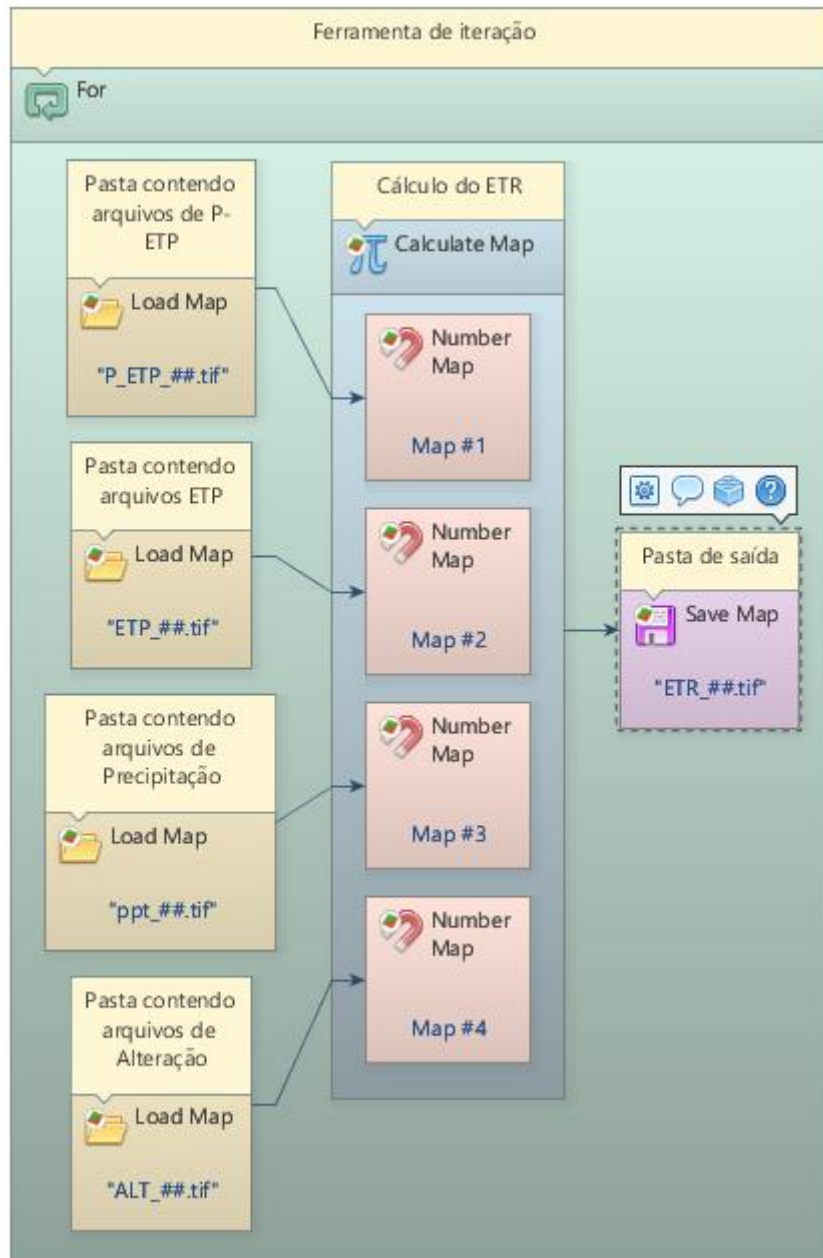 Ferramenta de iteração
For
Pasta contendo
arquivos de P-
ETP
Load Map
"P_ETP_##.tif"
Pasta contendo
arquivos ETP
Load Map
"ETP_##.tif"
Pasta contendo
arquivos de
Precipitação
Load Map
"ppt_##.tif"
Pasta contendo
arquivos de
Alteração
Load Map
"ALT_##.tif"
Cálculo do ETR
Calculate Map
Number
Map
Map #1
Number
Map
Map #2
Number
Map
Map #3
Number
Map
Map #4
Pasta de saída
Save Map
"ETR_##.tif"